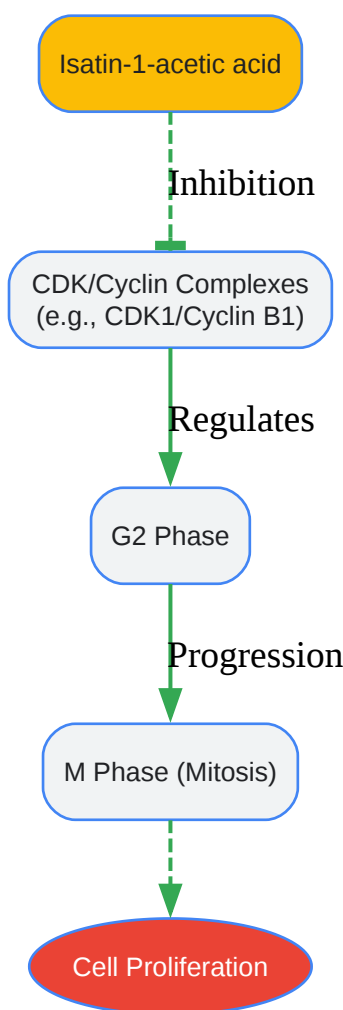 Isatin-1-acetic acid
Inhibition
CDK/Cyclin Complexes
(e.g., CDK1/Cyclin B1)
Regulates
G2 Phase
Progression
M Phase (Mitosis)
Cell Proliferation